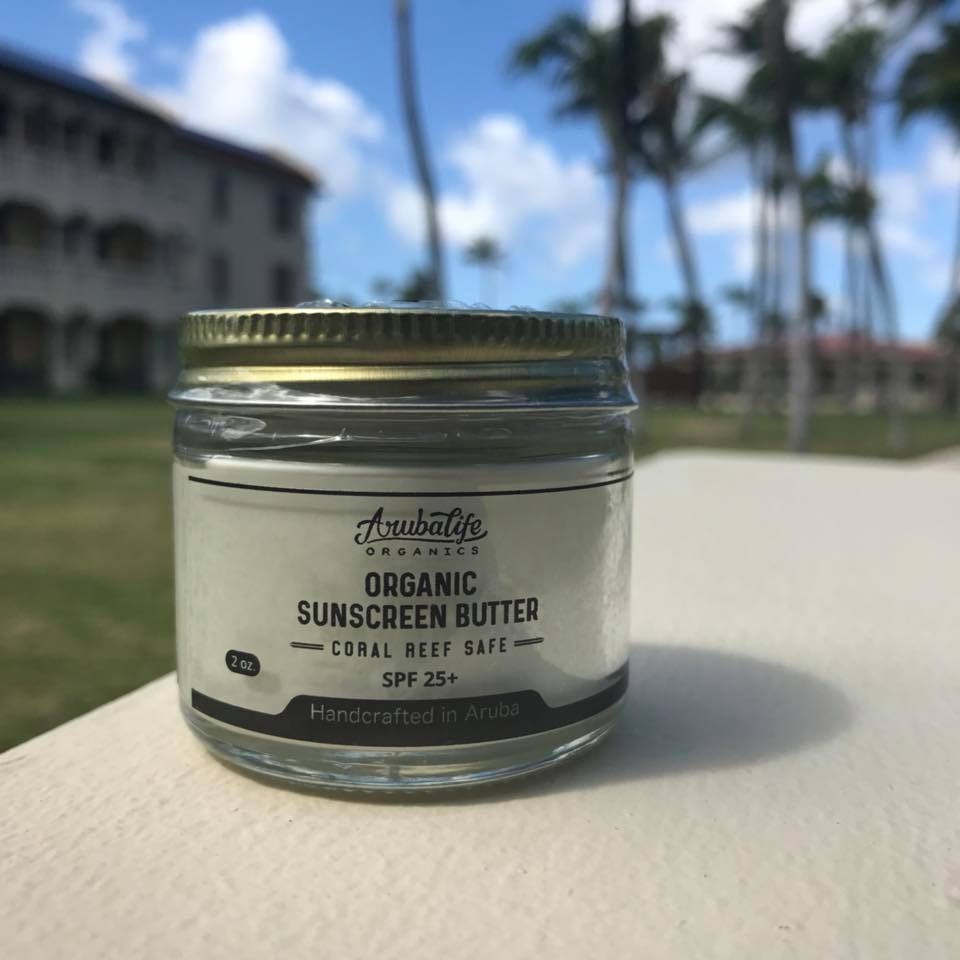 ArubaLife
ORGANICS
ORGANIC
SUNSCREEN BUTTER
CORAL REEF SAFE
2 oz.
SPF 25+
Handcrafted in Aruba